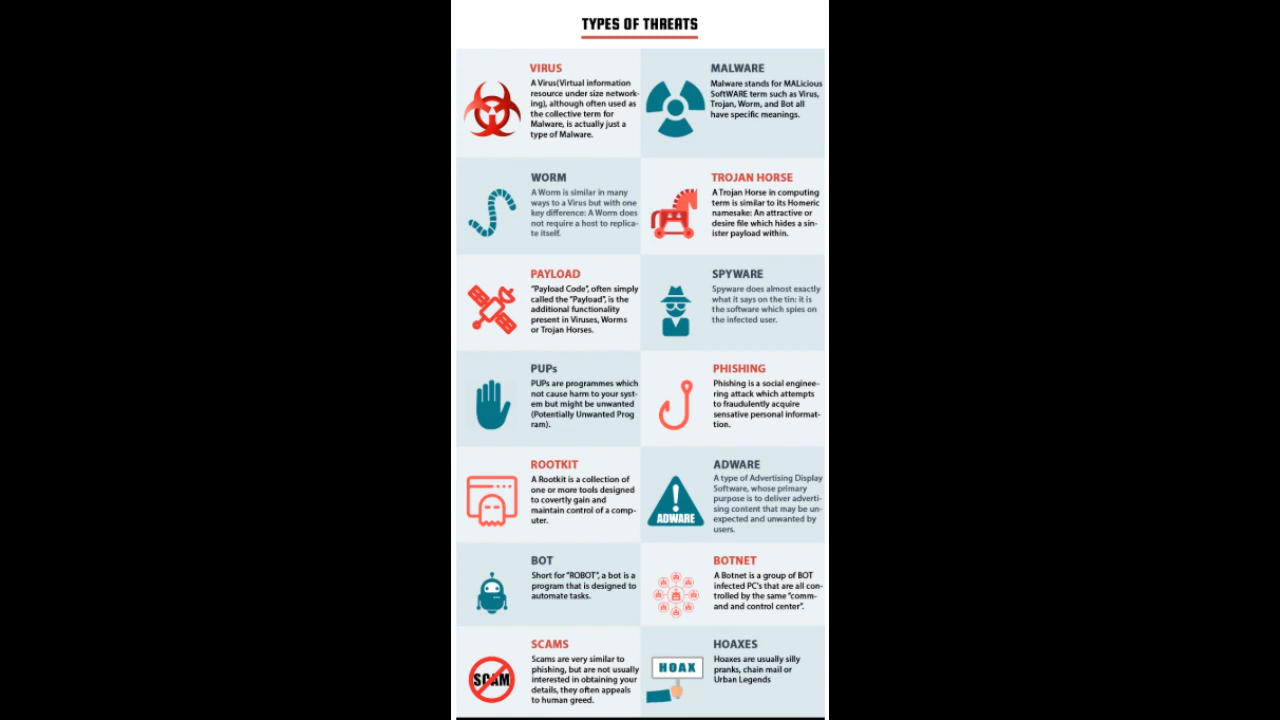 TYPES OF THREATS
VIRUS
A Virus(Virtual information
resource under size network-
ing), although often used as
the collective term for
Malware, is actually just a
type of Malware.
MALWARE
Malware stands for MALicious
SoftWARE term such as Virus,
Trojan, Worm, and Bot all
have specific meanings.
WORM
A Worm is similar in many
ways to a Virus but with one
key difference: A Worm does
not require a host to replica-
te itself.
TROJAN HORSE
A Trojan Horse in computing
term is similar to its Homeric
namesake: An attractive or
desire file which hides a sin-
ister payload within.
PAYLOAD
"Payload Code", often simply
called the "Payload", is the
additional functionality
present in Viruses, Worms
or Trojan Horses.
SPYWARE
Spyware does almost exactly
what it says on the tin: it is
the software which spies on
the infected user.
PUPs
PUPs are programmes which
not cause harm to your syst-
em but might be unwanted
(Potentially Unwanted Prog
ram).
PHISHING
Phishing is a social enginee-
ring attack which attempts
to fraudulently acquire
sensative personal informat-
tion.
ROOTKIT
A Rootkit is a collection of
one or more tools designed
to covertly gain and
maintain control of a comp-
uter.
ADWARE
ADWARE
A type of Advertising Display
Software, whose primary
purpose is to deliver adverti-
sing content that may be un-
expected and unwanted by
users.
BOT
Short for "ROBOT", a bot is a
program that is designed to
automate tasks.
BOTNET
A Botnet is a group of BOT
infected PC's that are all con-
trolled by the same "comm-
and and control center".
SCAMS
SCAM
Scams are very similar to
phishing, but are not usually
interested in obtaining your
details, they often appeals
to human greed.
HOAXES
HOAX
Hoaxes are usually silly
pranks, chain mail or
Urban Legends